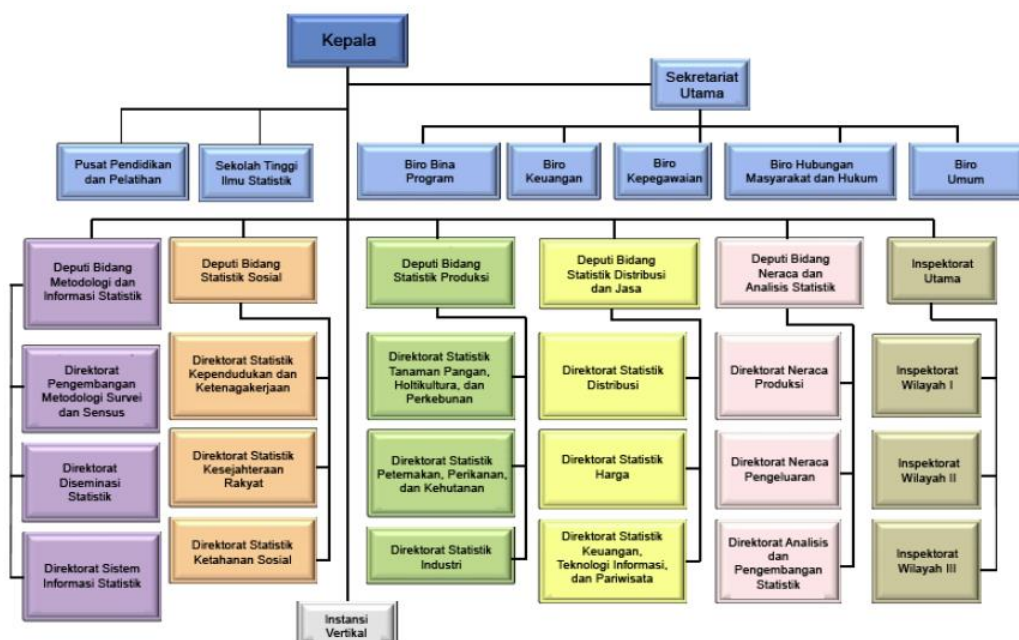 Kepala
Sekretariat
Utama
Pusat Pendidikan
dan Pelatihan
Sekolah Tinggi
Ilmu Statistik
Biro Bina
Program
Biro
Keuangan
Biro
Kepegawaian
Biro Hubungan
Masyarakat dan Hukum
Biro
Umum
Deputi Bidang
Metodologi dan
Informasi Statistik
Deputi Bidang
Statistik Sosial
Deputi Bidang
Statistik Produksi
Deputi Bidang
Statistik Distribusi
dan Jasa
Deputi Bidang
Neraca dan
Analisis Statistik
Inspektorat
Utama
Direktorat
Pengembangan
Metodologi Survei
dan Sensus
Direktorat Statistik
Kependudukan dan
Ketenagakerjaan
Direktorat Statistik
Tanaman Pangan,
Holtikultura, dan
Perkebunan
Direktorat Statistik
Distribusi
Direktorat Neraca
Produksi
Inspektorat
Wilayah I
Direktorat
Diseminasi
Statistik
Direktorat Statistik
Kesejahteraan
Rakyat
Direktorat Statistik
Peternakan, Perikanan,
dan Kehutanan
Direktorat Statistik
Harga
Direktorat Neraca
Pengeluaran
Inspektorat
Wilayah II
Direktorat Sistem
Informasi Statistik
Direktorat Statistik
Ketahanan Sosial
Direktorat Statistik
Industri
Direktorat Statistik
Keuangan,
Teknologi Informasi,
dan Pariwisata
Direktorat Analisis
dan
Pengembangan
Statistik
Inspektorat
Wilayah III
Instansi
Vertikal